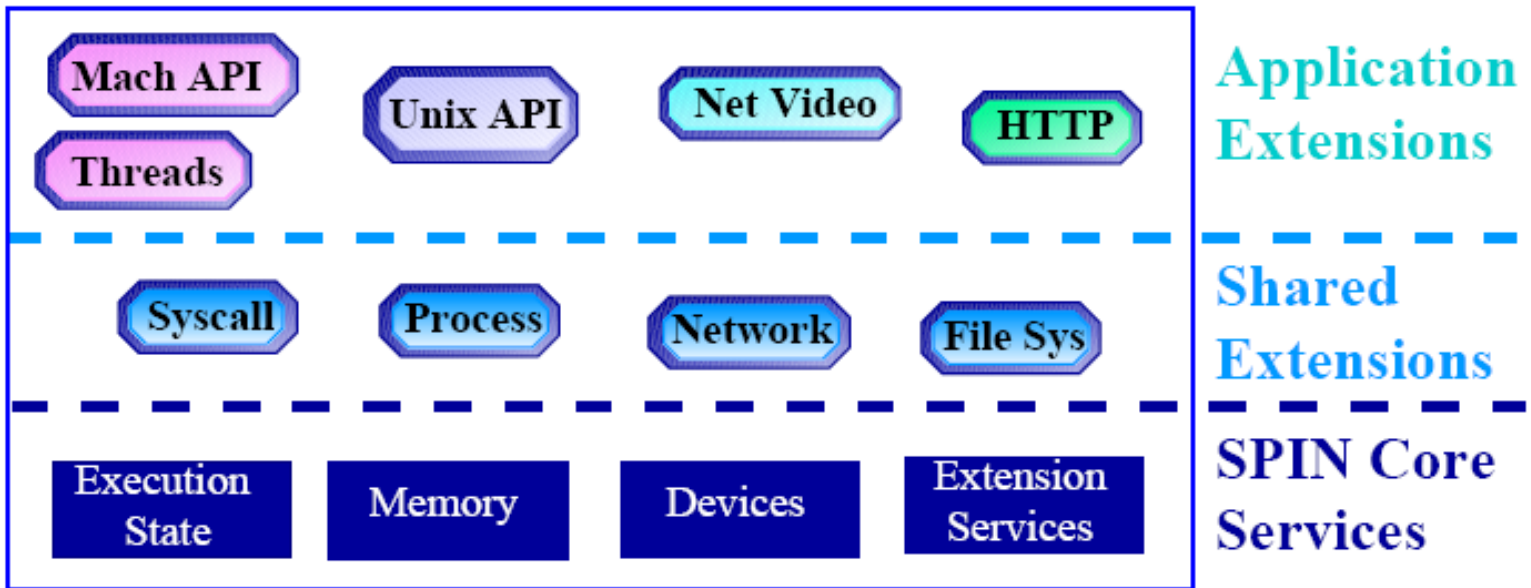 Mach API
Threads
Unix API
Net Video
HTTP
Application
Extensions
Syscall
Process
Network
File Sys
Shared
Extensions
Execution
State
Memory
Devices
Extension
Services
SPIN Core
Services